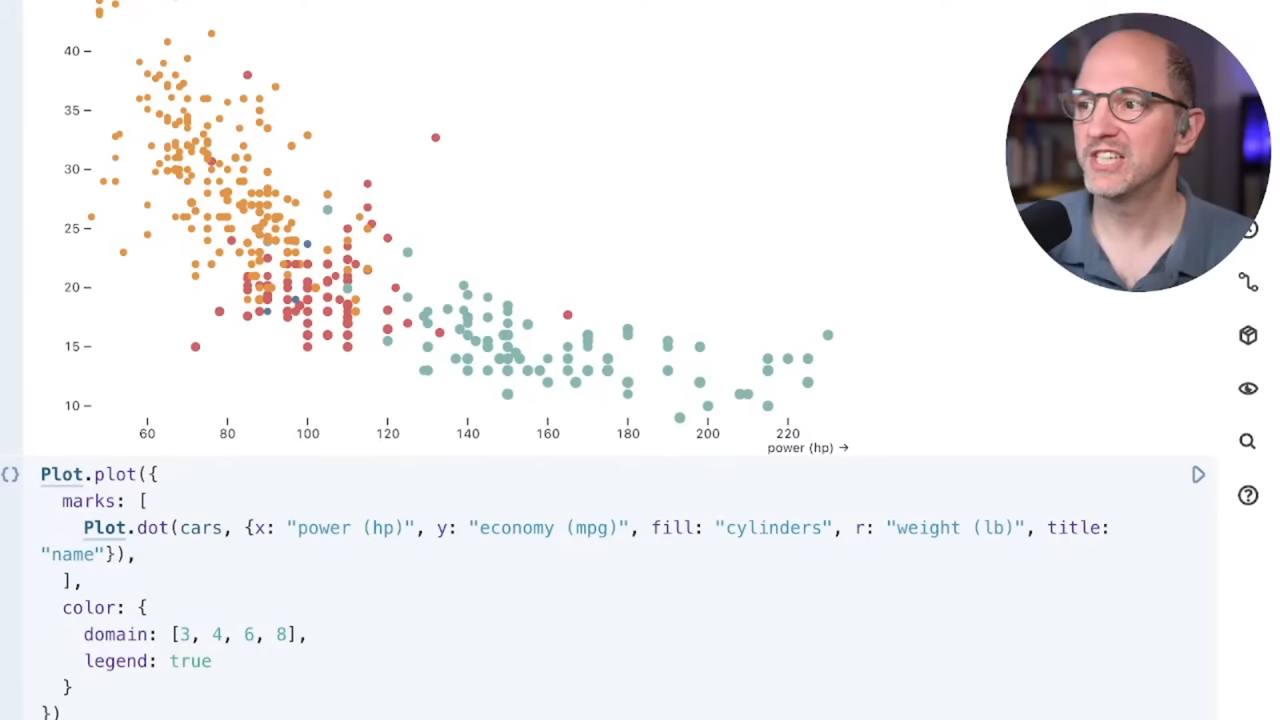 40
35
30
25
20
15
10
60 80 100 120 140 160 180 200 220
power (hp) →
{} Plot.plot({
marks: [
Plot.dot(cars, {x: "power (hp)", y: "economy (mpg)", fill: "cylinders", r: "weight (lb)", title:
"name"}),
],
color: {
domain: [3, 4, 6, 8],
legend: true
}
})